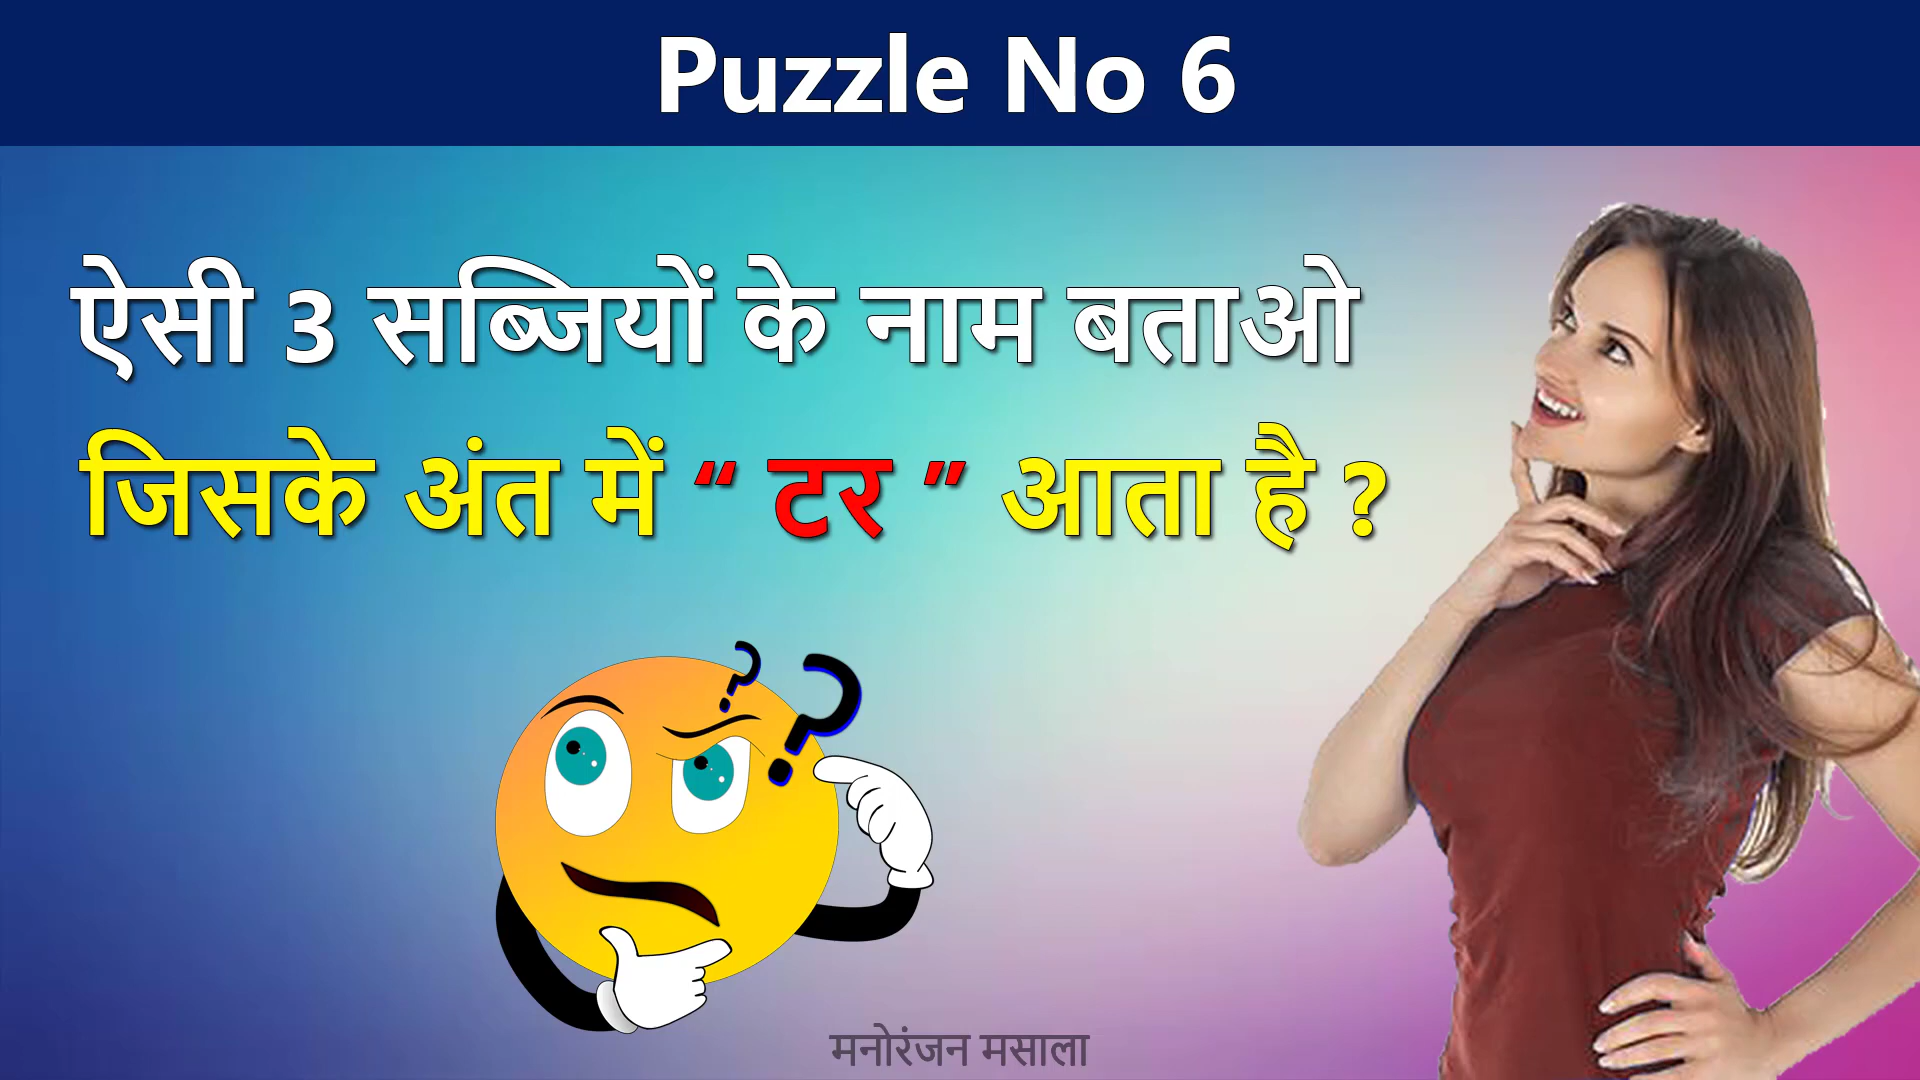 Puzzle No 6
ऐसी 3 सब्जियों के नाम बताओ
जिसके अंत में “ टर ” आता है ?
मनोरंजन मसाला